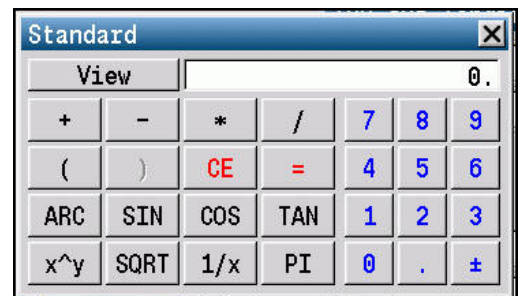 Standard
View 0.
+ - * / 7 8 9
( ) CE = 4 5 6
ARC SIN COS TAN 1 2 3
x^y SQRT 1/x PI 0 . ±